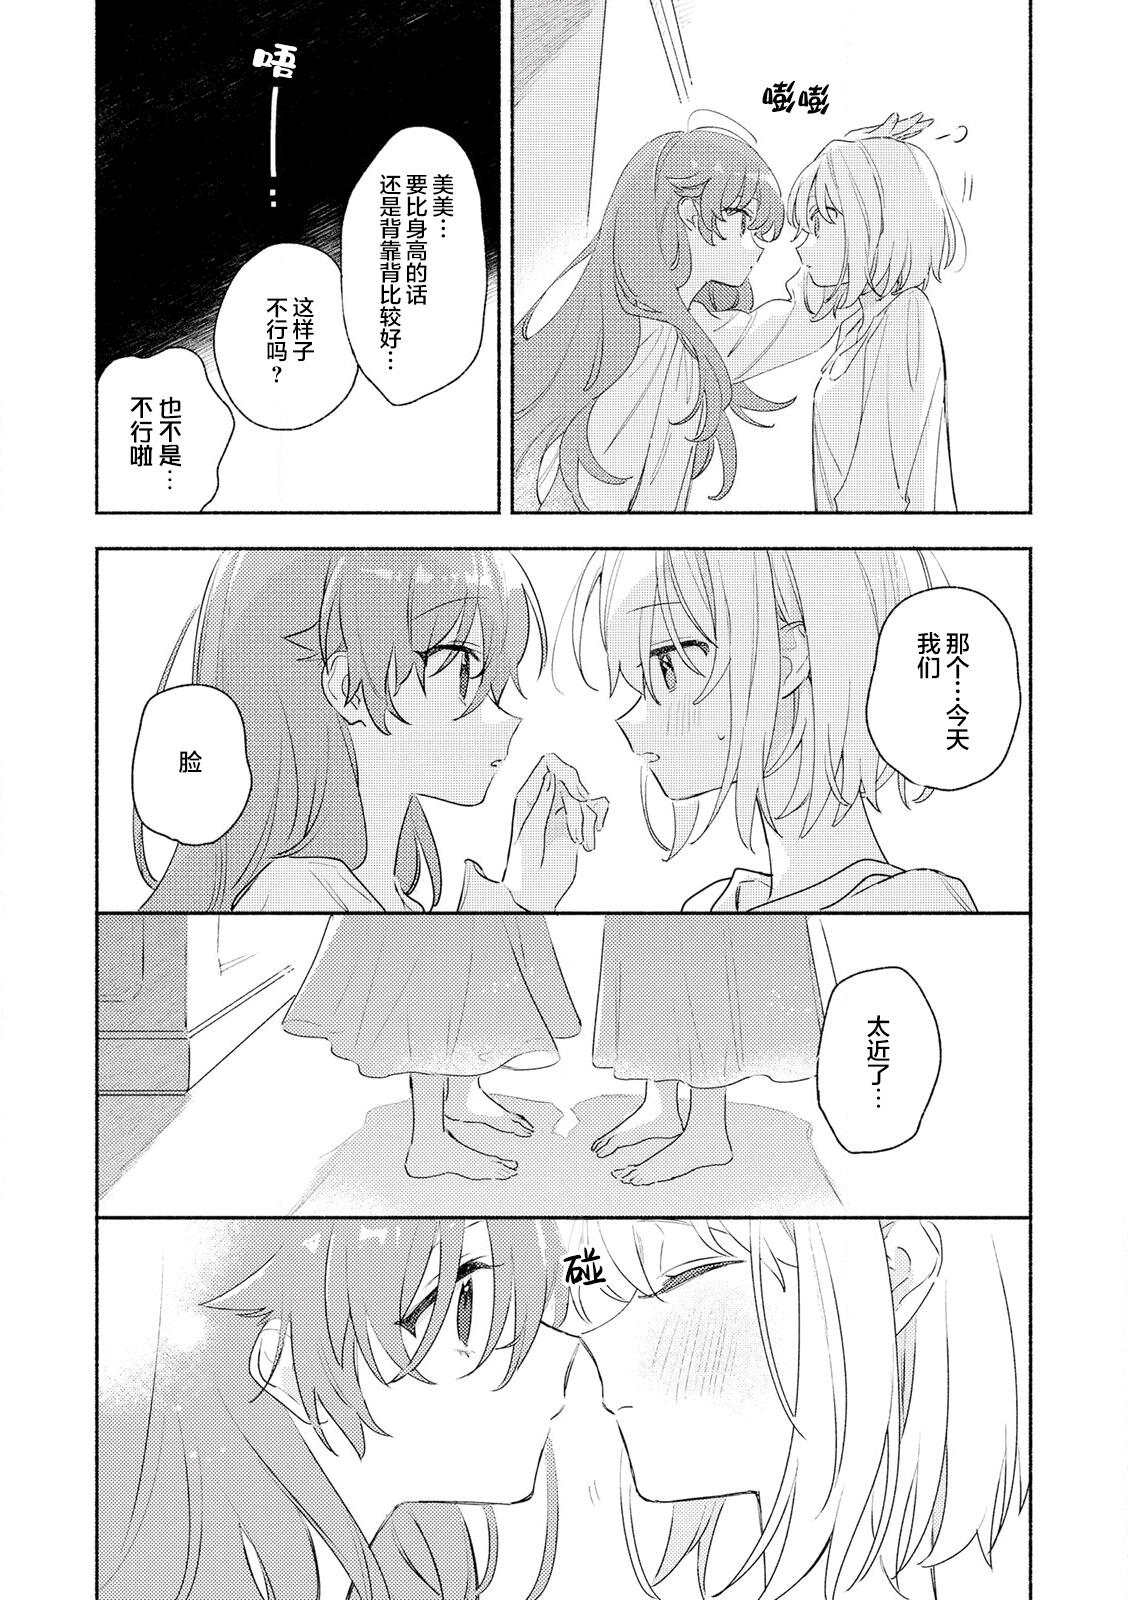 嘭嘭
唔——…
美美…
要比身高的话
还是背靠背比较好…
这样子
不行吗?
也不是…
不行啦
那个…今天
我们
脸
太近了…
碰